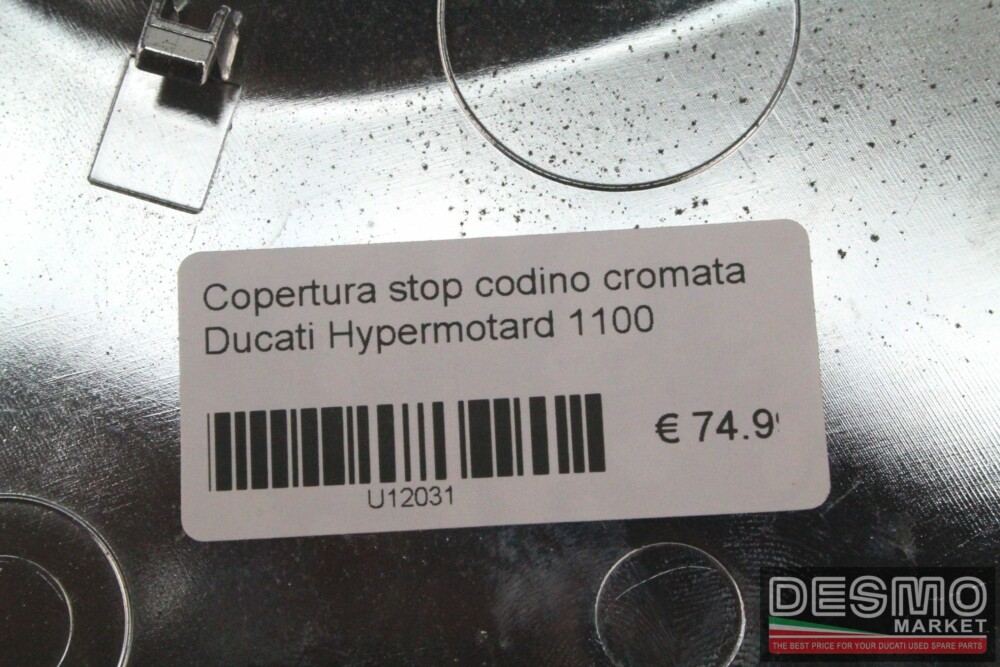 Copertura stop codino cromata
Ducati Hypermotard 1100
€ 74.9
U12031
DESMO
MARKET
THE BEST PRICE FOR YOUR DUCATI USED SPARE PARTS